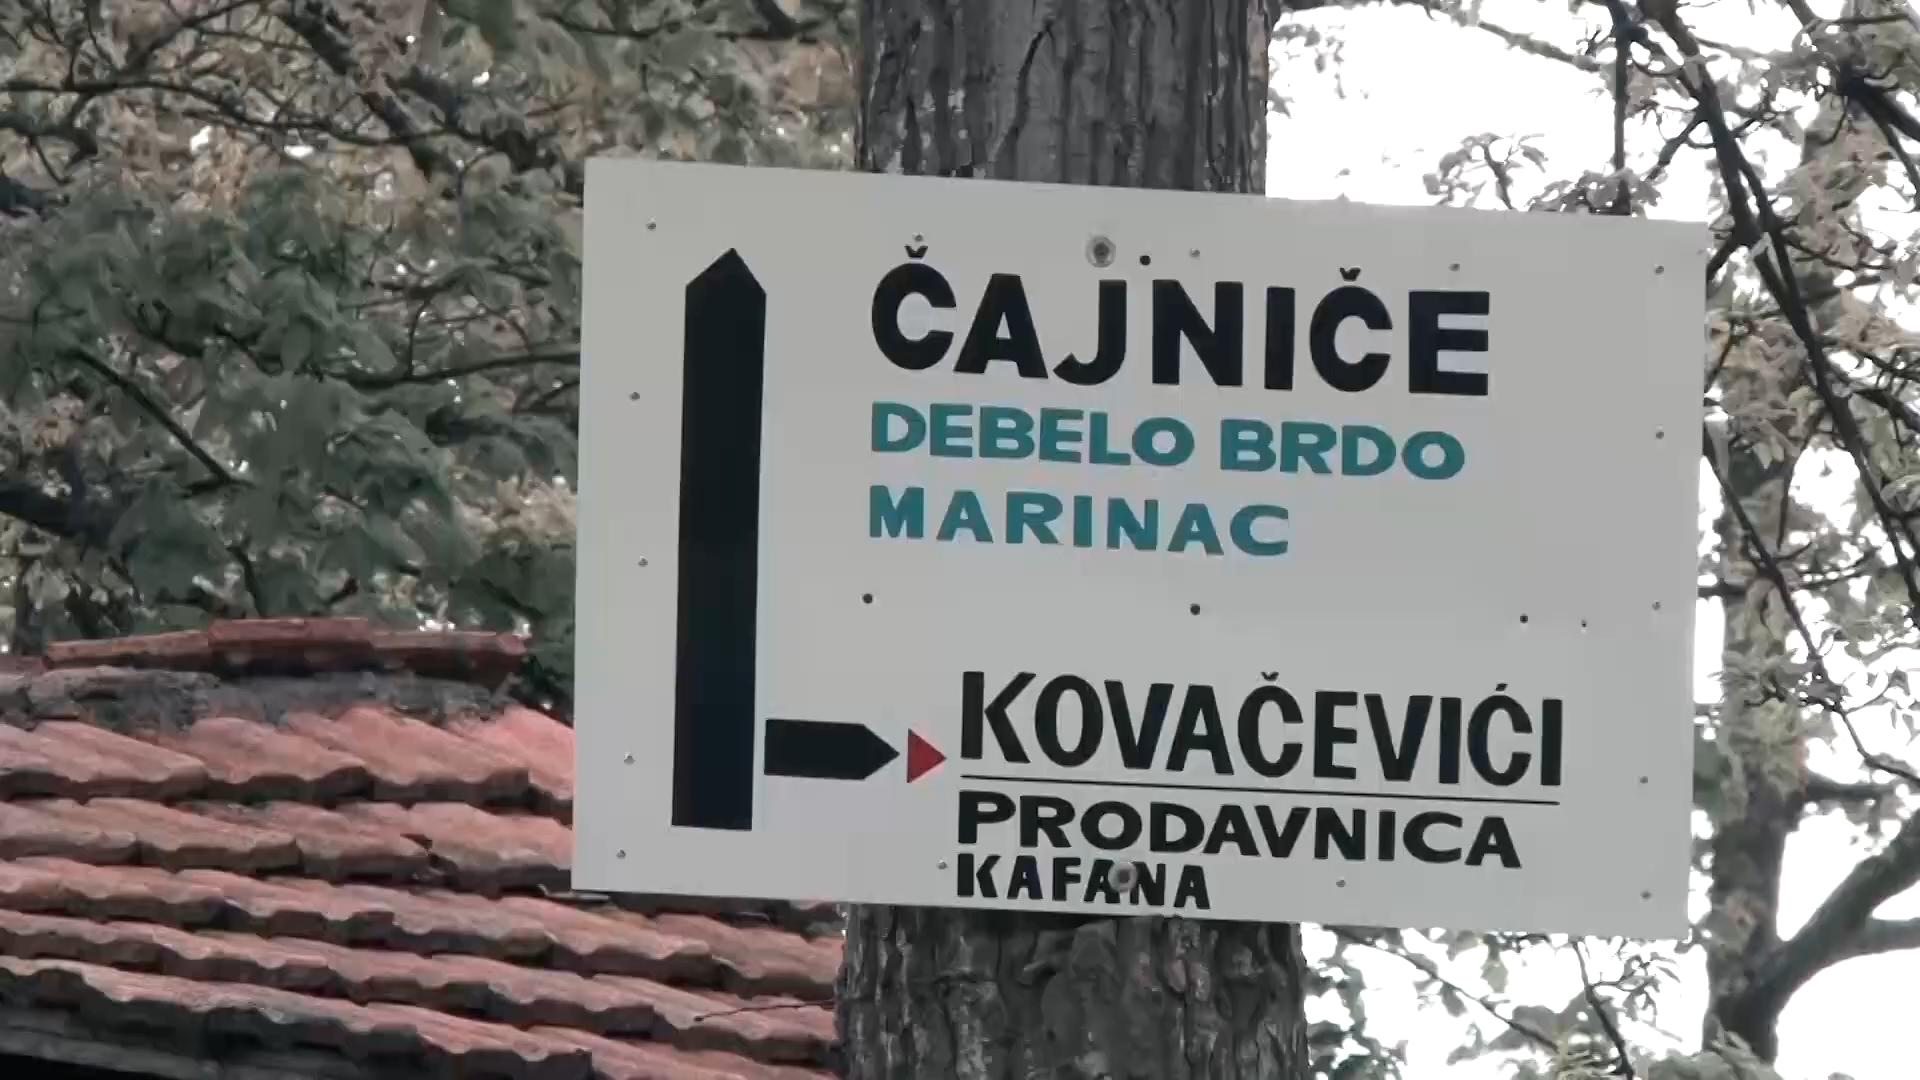 ČAJNIČE
DEBELO BRDO
MARINAC
KOVAČEVIĆI
PRODAVNICA
KAFANA